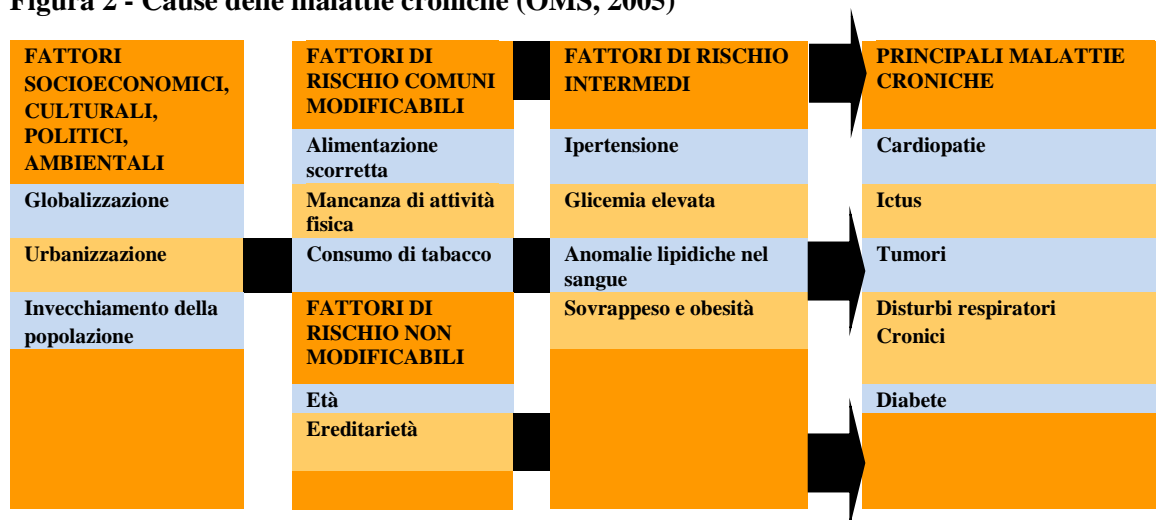 Figura 2 - Cause delle malattie croniche (OMS, 2005)
FATTORI
SOCIOECONOMICI,
CULTURALI,
POLITICI,
AMBIENTALI
Globalizzazione
Urbanizzazione
Invecchiamento della
popolazione
FATTORI DI
RISCHIO COMUNI
MODIFICABILI
Alimentazione
scorretta
Mancanza di attività
fisica
Consumo di tabacco
FATTORI DI
RISCHIO NON
MODIFICABILI
Età
Ereditarietà
FATTORI DI RISCHIO
INTERMEDI
Ipertensione
Glicemia elevata
Anomalie lipidiche nel
sangue
Sovrappeso e obesità
PRINCIPALI MALATTIE
CRONICHE
Cardiopatie
Ictus
Tumori
Disturbi respiratori
Cronici
Diabete